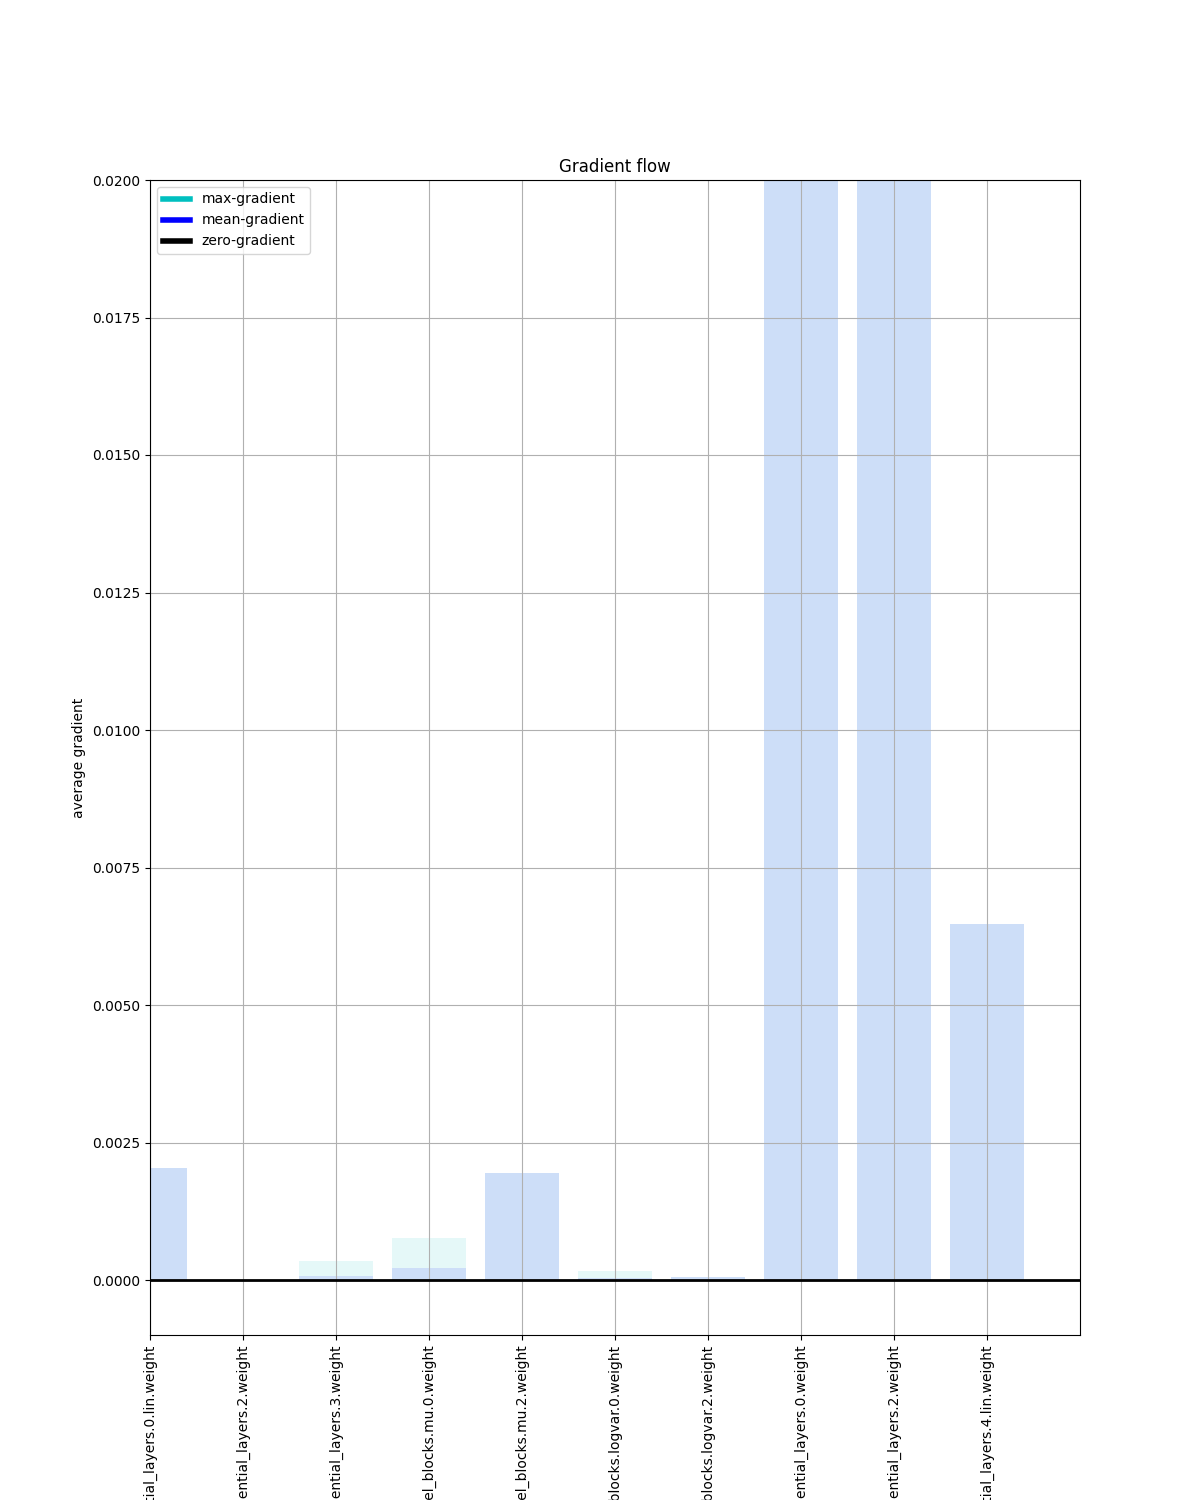 Gradient flow
max-gradient
mean-gradient
zero-gradient
0.0200
0.0175
0.0150
0.0125
0.0100
0.0075
0.0050
0.0025
0.0000
average gradient
tial_layers.0.lin.weight
ential_layers.2.weight
ential_layers.3.weight
el_blocks.mu.0.weight
el_blocks.mu.2.weight
blocks.logvar.0.weight
blocks.logvar.2.weight
ential_layers.0.weight
ential_layers.2.weight
tial_layers.4.lin.weight